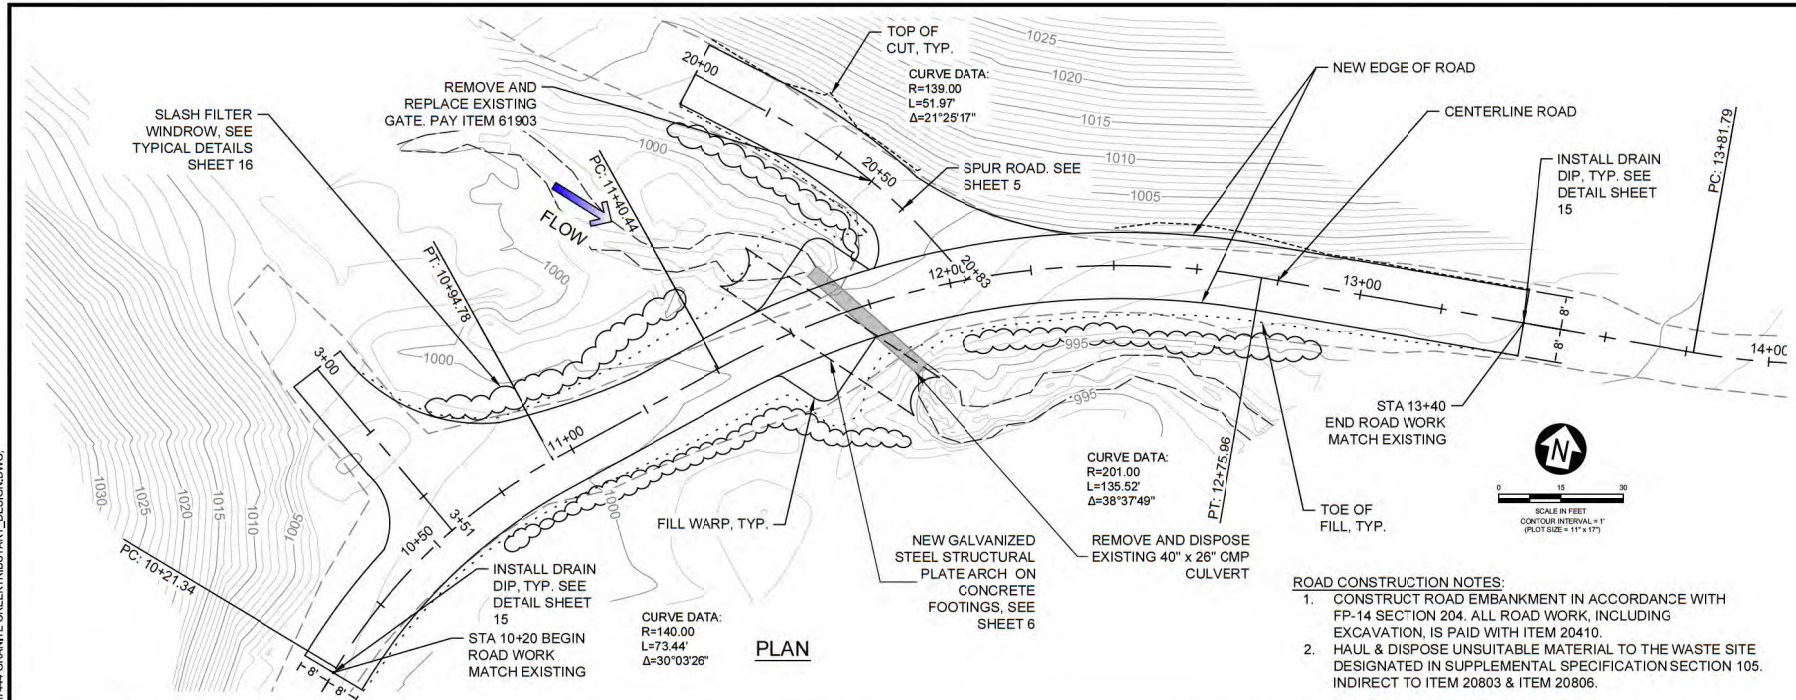 TOP OF
CUT, TYP.
CURVE DATA:
R=139.00
L=51.97'
Δ=21°25'17"
1025
1020
1015
1010
1005
NEW EDGE OF ROAD
CENTERLINE ROAD
PC: 13+81.79
20+00
REMOVE AND
REPLACE EXISTING
GATE. PAY ITEM 61903
SLASH FILTER
WINDROW, SEE
TYPICAL DETAILS
SHEET 16
1000
PC: 11+40.44
20+50
SPUR ROAD. SEE
SHEET 5
INSTALL DRAIN
DIP, TYP. SEE
DETAIL SHEET
15
FLOW
PT: 10+94.78
1000
1000
12+00
20+83
13+00
8'
8'
14+00
995
995
3+00
11+00
STA 13+40
END ROAD WORK
MATCH EXISTING
N
0 15 30
SCALE IN FEET
CONTOUR INTERVAL = 1'
(PLOT SIZE = 11" x 17")
CURVE DATA:
R=201.00
L=135.52'
Δ=38°37'49"
PT: 12+75.96
TOE OF
FILL, TYP.
1030
1025
1020
1015
1010
1005
1000
3+51
10+50
FILL WARP, TYP.
NEW GALVANIZED
STEEL STRUCTURAL
PLATE ARCH ON
CONCRETE
FOOTINGS, SEE
SHEET 6
REMOVE AND DISPOSE
EXISTING 40" x 26" CMP
CULVERT
PC: 10+21.34
INSTALL DRAIN
DIP, TYP. SEE
DETAIL SHEET
15
STA 10+20 BEGIN
ROAD WORK
MATCH EXISTING
8'
8'
CURVE DATA:
R=140.00
L=73.44'
Δ=30°03'26"
PLAN
ROAD CONSTRUCTION NOTES:
1. CONSTRUCT ROAD EMBANKMENT IN ACCORDANCE WITH
FP-14 SECTION 204. ALL ROAD WORK, INCLUDING
EXCAVATION, IS PAID WITH ITEM 20410.
2. HAUL & DISPOSE UNSUITABLE MATERIAL TO THE WASTE SITE
DESIGNATED IN SUPPLEMENTAL SPECIFICATION SECTION 105.
INDIRECT TO ITEM 20803 & ITEM 20806.